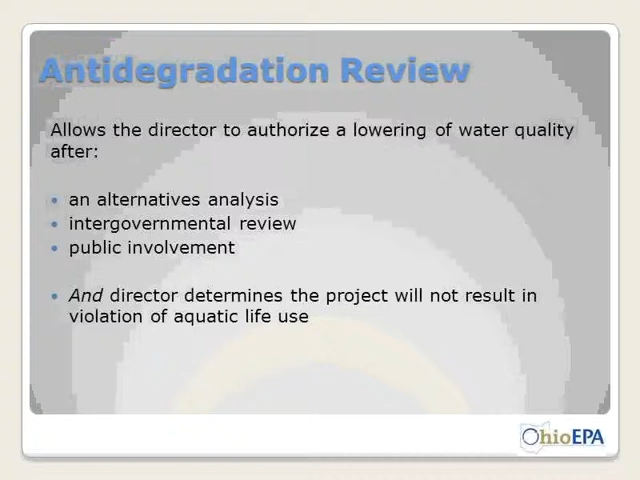 Antidegradation Review
Allows the director to authorize a lowering of water quality
after:
• an alternatives analysis
• intergovernmental review
• public involvement
• And director determines the project will not result in
violation of aquatic life use
OhioEPA